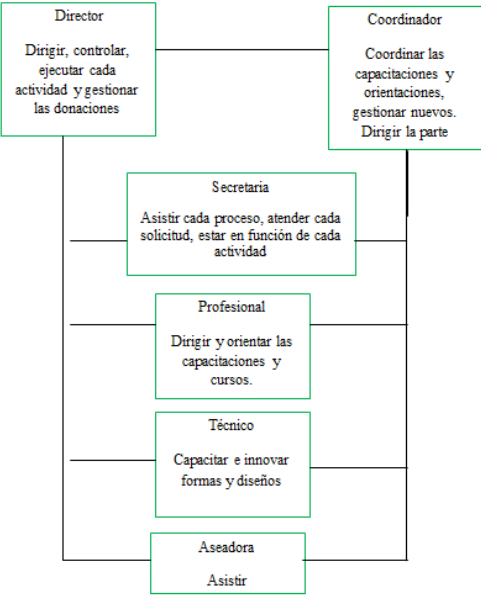 Director
Dirigir, controlar,
ejecutar cada
actividad y gestionar
las donaciones
Coordinador
Coordinar las
capacitaciones y
orientaciones,
gestionar nuevos.
Dirigir la parte
Secretaria
Asistir cada proceso, atender cada
solicitud, estar en función de cada
actividad
Profesional
Dirigir y orientar las
capacitaciones y
cursos.
Técnico
Capacitar e innovar
formas y diseños
Aseadora
Asistir